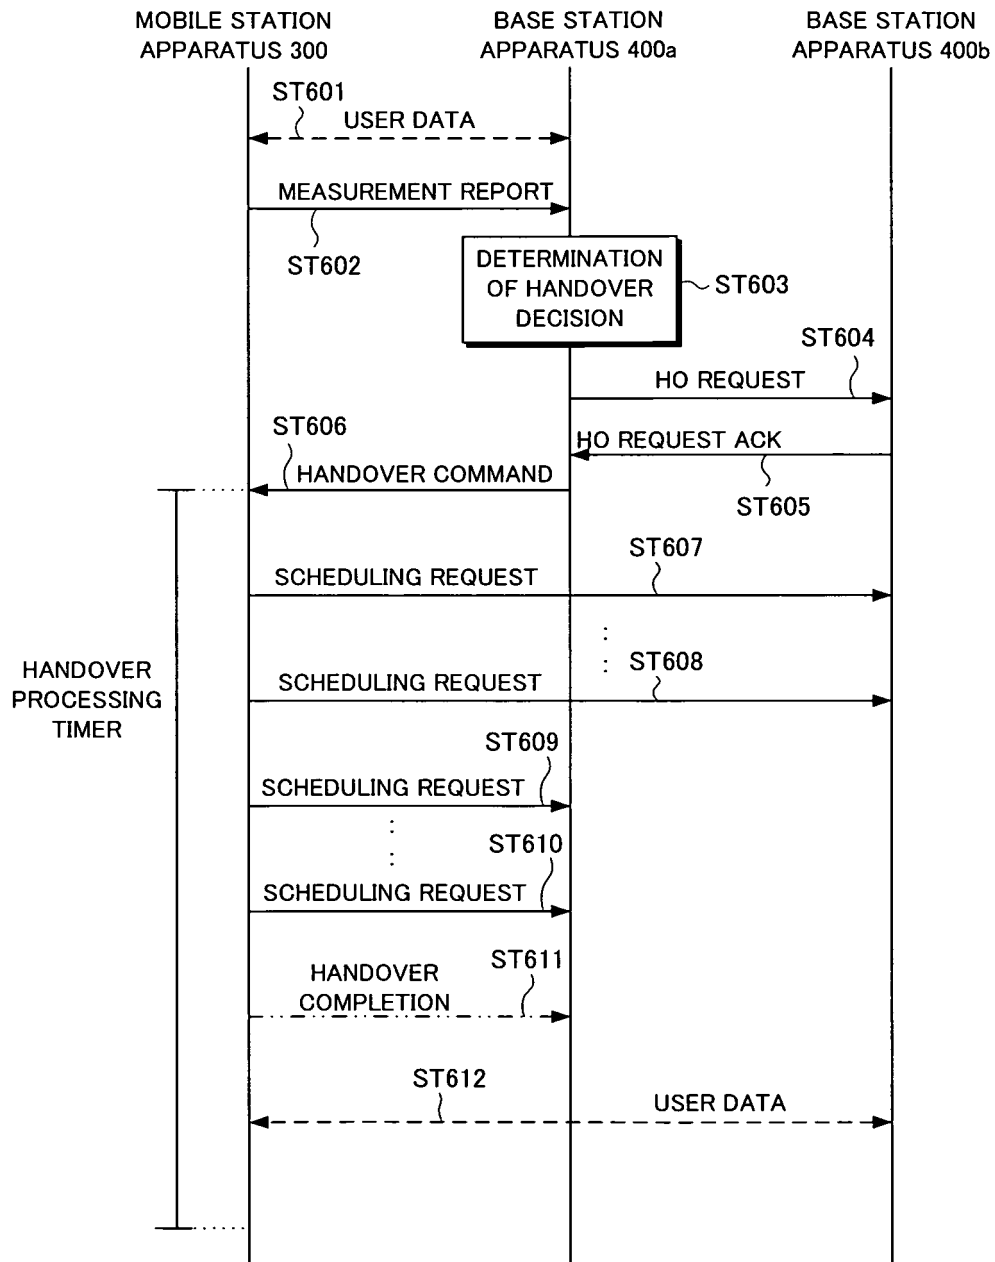 MOBILE STATION
APPARATUS 300
BASE STATION
APPARATUS 400a
BASE STATION
APPARATUS 400b
ST601
USER DATA
MEASUREMENT REPORT
ST602
DETERMINATION
OF HANDOVER
DECISION
ST603
ST604
HO REQUEST
ST606
HO REQUEST ACK
HANDOVER COMMAND
ST605
ST607
SCHEDULING REQUEST
ST608
SCHEDULING REQUEST
HANDOVER
PROCESSING
TIMER
ST609
SCHEDULING REQUEST
ST610
SCHEDULING REQUEST
ST611
HANDOVER
COMPLETION
ST612
USER DATA